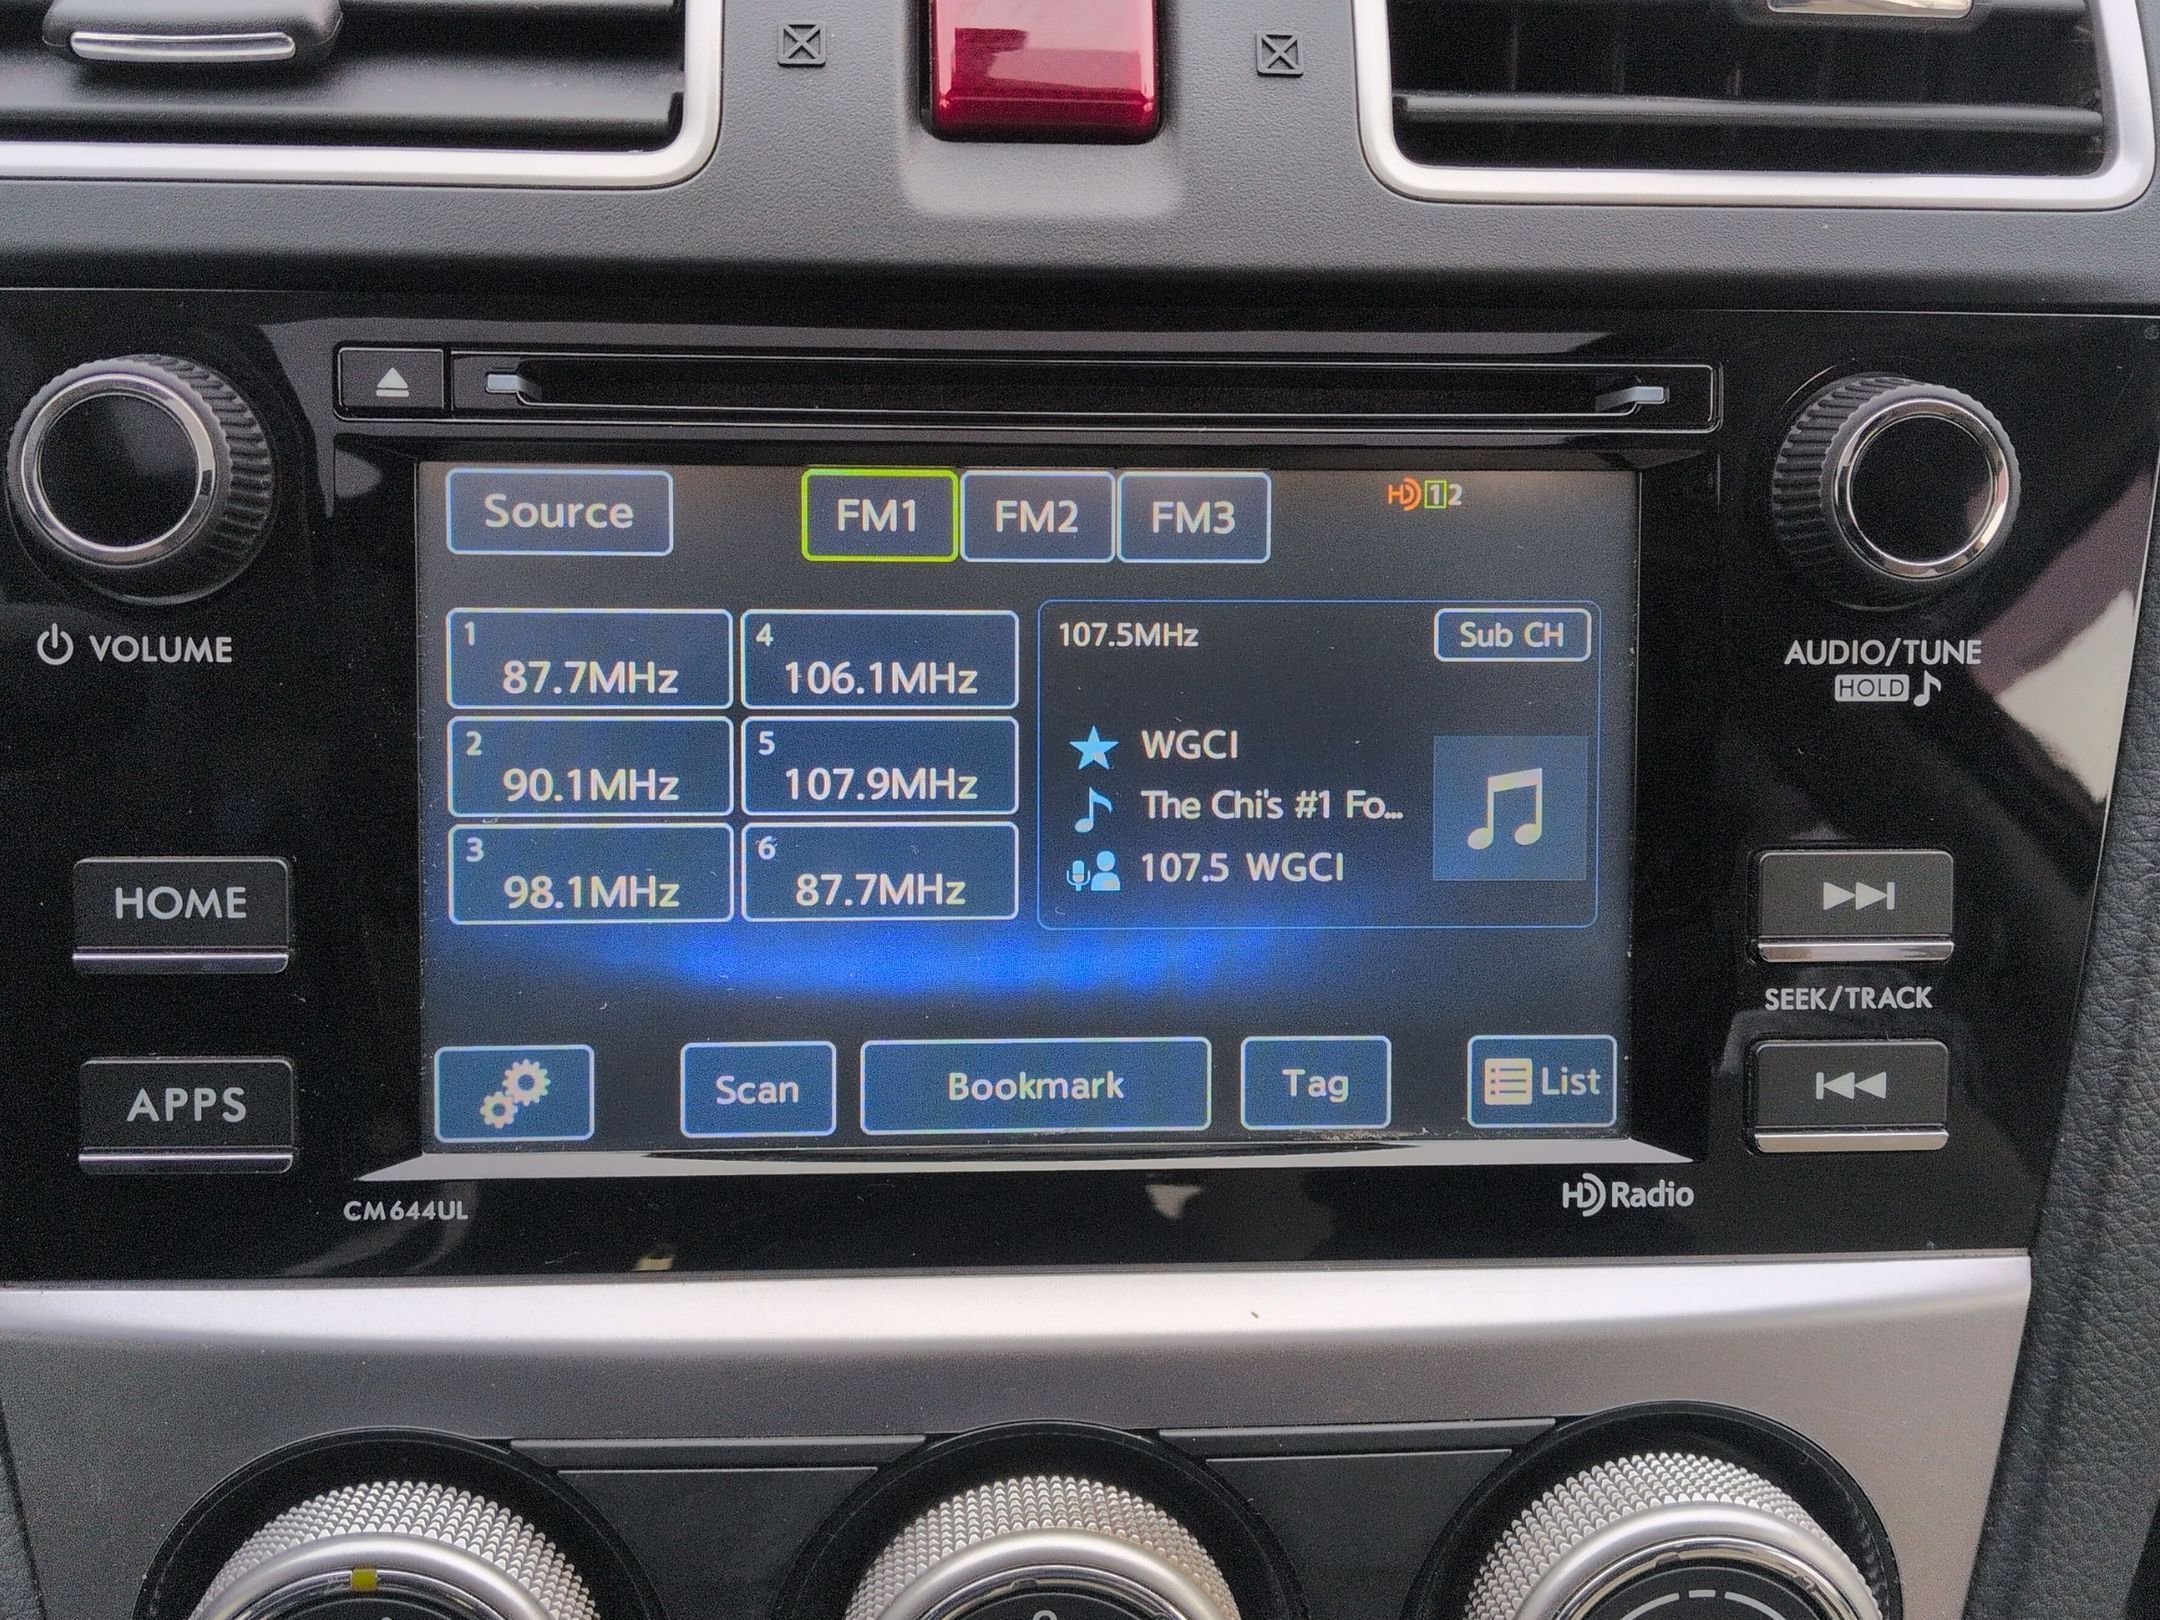 Source
FM1
FM2
FM3
HD 1 2
VOLUME
1
87.7MHz
4
106.1MHz
107.5MHz
Sub CH
AUDIO/TUNE
HOLD
2
90.1MHz
5
107.9MHz
WGCI
The Chi's #1 Fo...
3
98.1MHz
6
87.7MHz
107.5 WGCI
HOME
APPS
SEEK/TRACK
Scan
Bookmark
Tag
List
CM644UL
HD Radio